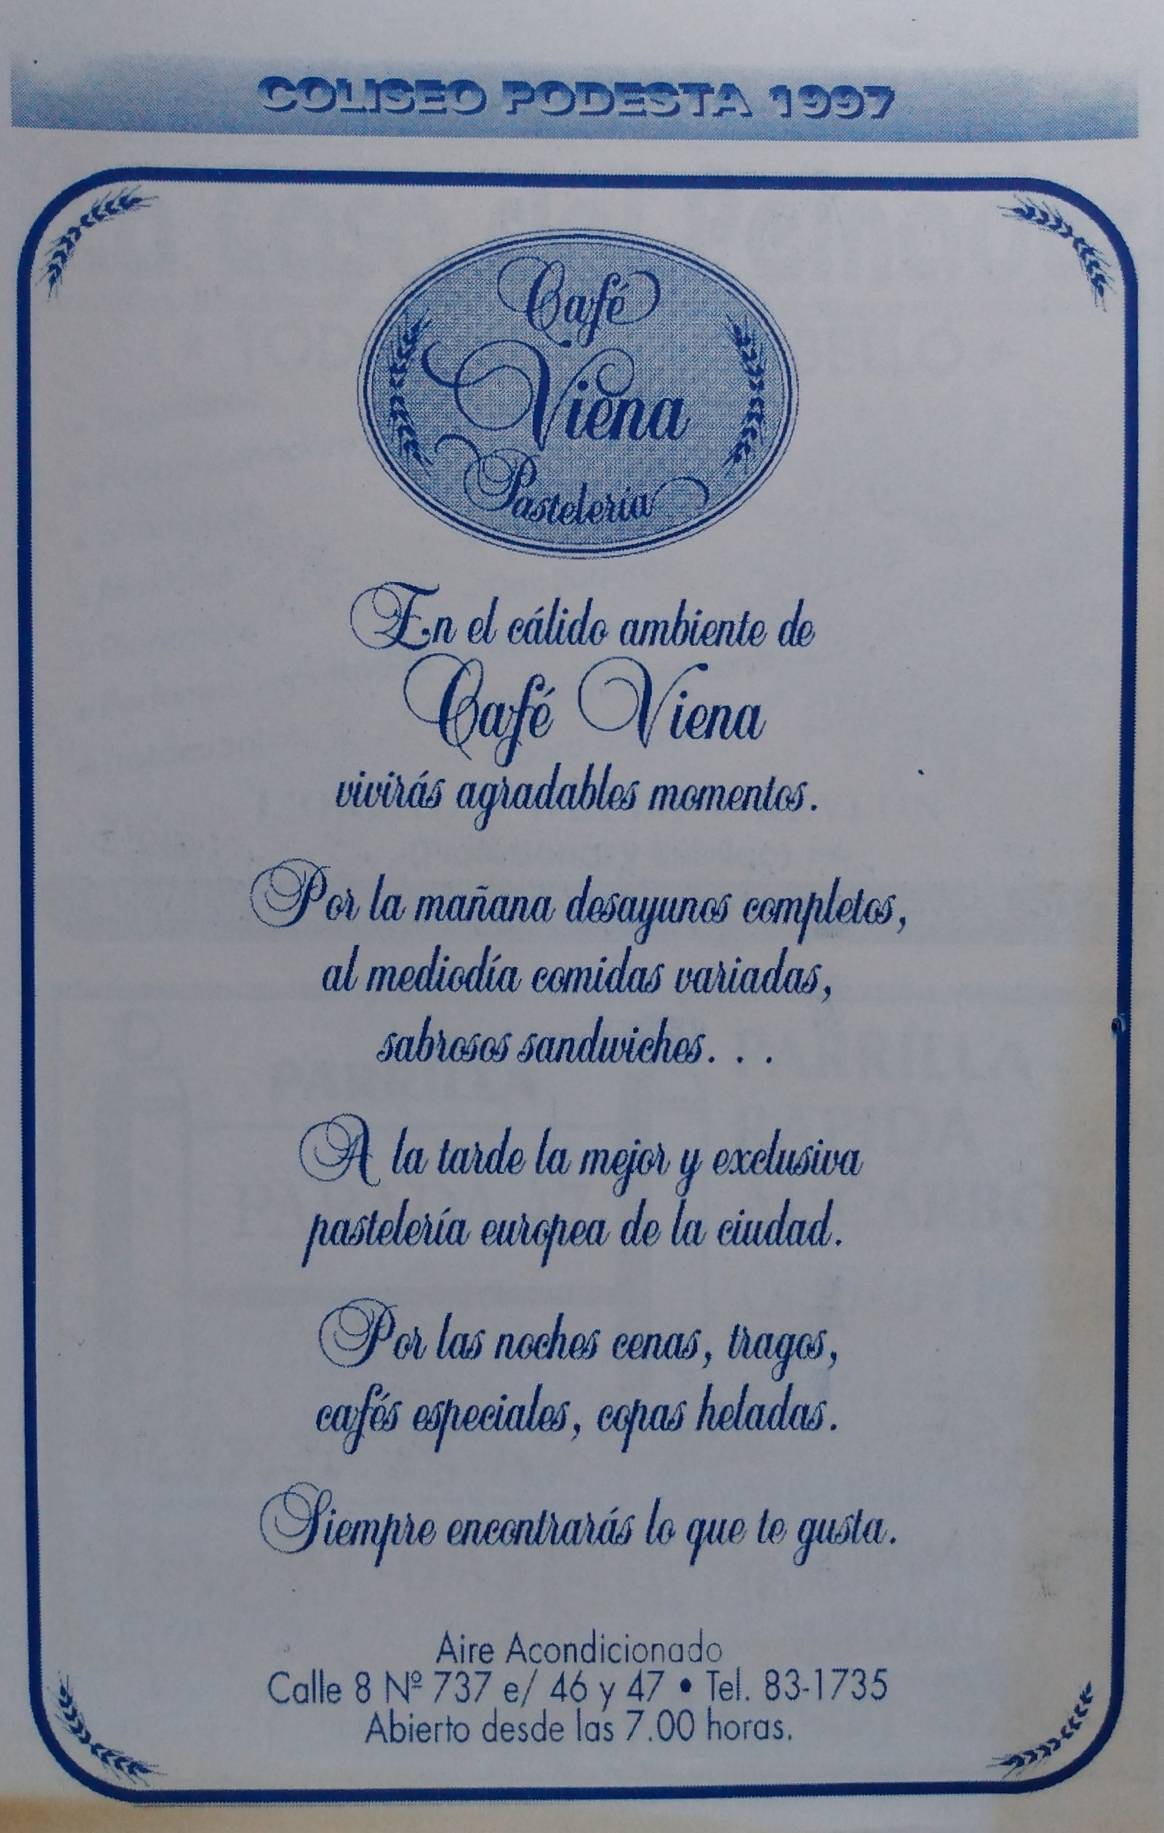 COLISEO PODESTA 1997
Café
Viena
Pastelería
En el cálido ambiente de
Café Viena
vivirás agradables momentos.
Por la mañana desayunos completos,
al mediodía comidas variadas,
sabrosos sandwiches. . .
A la tarde la mejor y exclusiva
pastelería europea de la ciudad.
Por las noches cenas, tragos,
cafés especiales, copas heladas.
Siempre encontrarás lo que te gusta.
Aire Acondicionado
Calle 8 Nº 737 e/ 46 y 47 • Tel. 83-1735
Abierto desde las 7.00 horas.